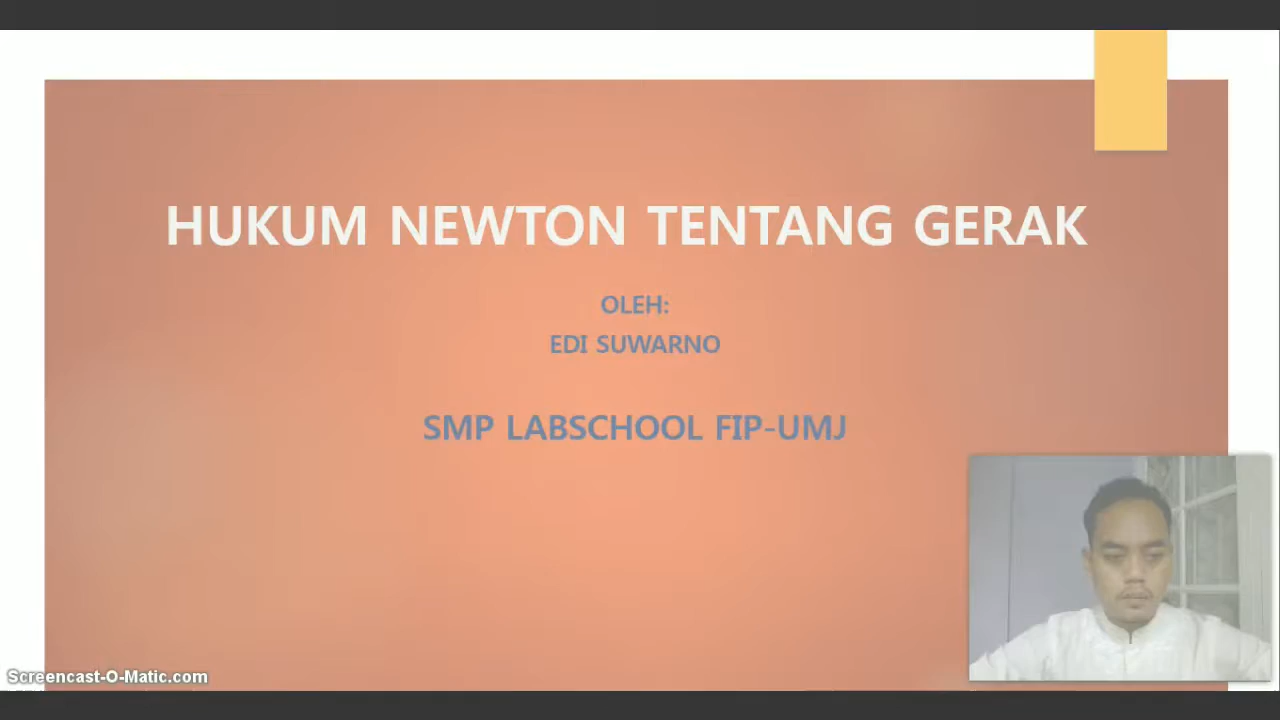 HUKUM NEWTON TENTANG GERAK
OLEH:
EDI SUWARNO
SMP LABSCHOOL FIP-UMJ
Screencast-O-Matic.com